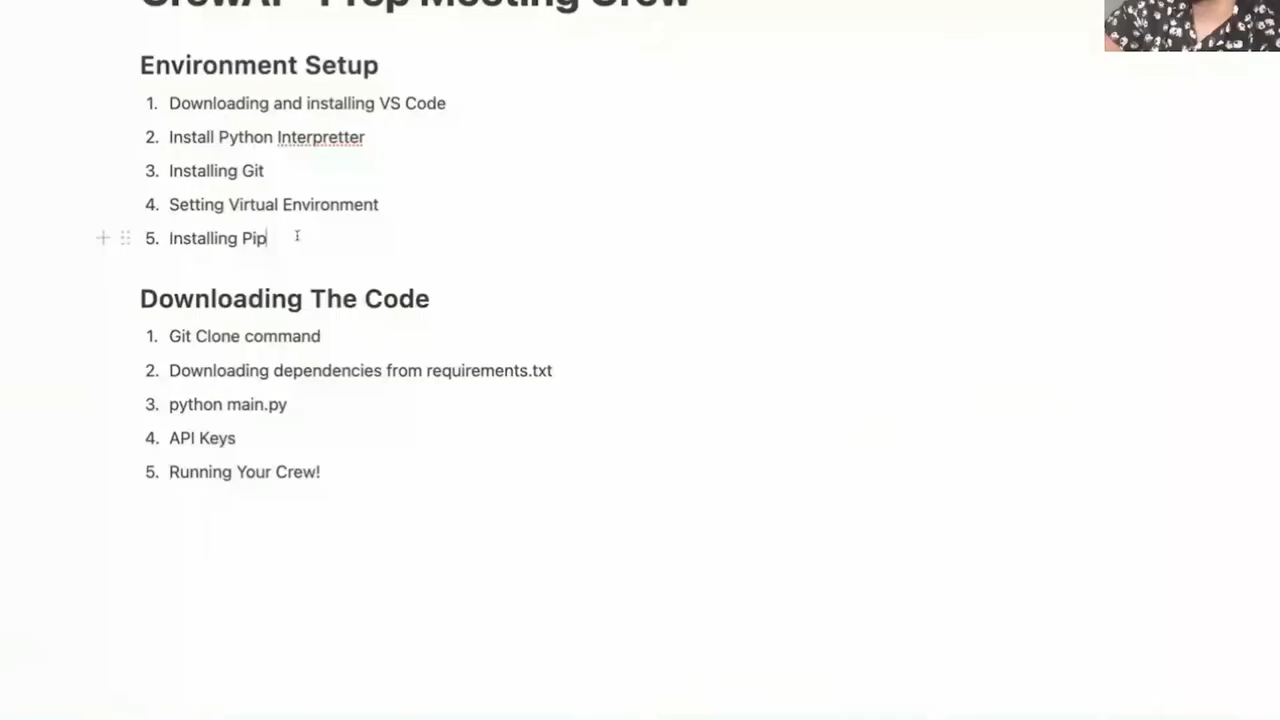 CrewAI - Prep Meeting Crew
Environment Setup
1. Downloading and installing VS Code
2. Install Python Interpretter
3. Installing Git
4. Setting Virtual Environment
5. Installing Pip
Downloading The Code
1. Git Clone command
2. Downloading dependencies from requirements.txt
3. python main.py
4. API Keys
5. Running Your Crew!